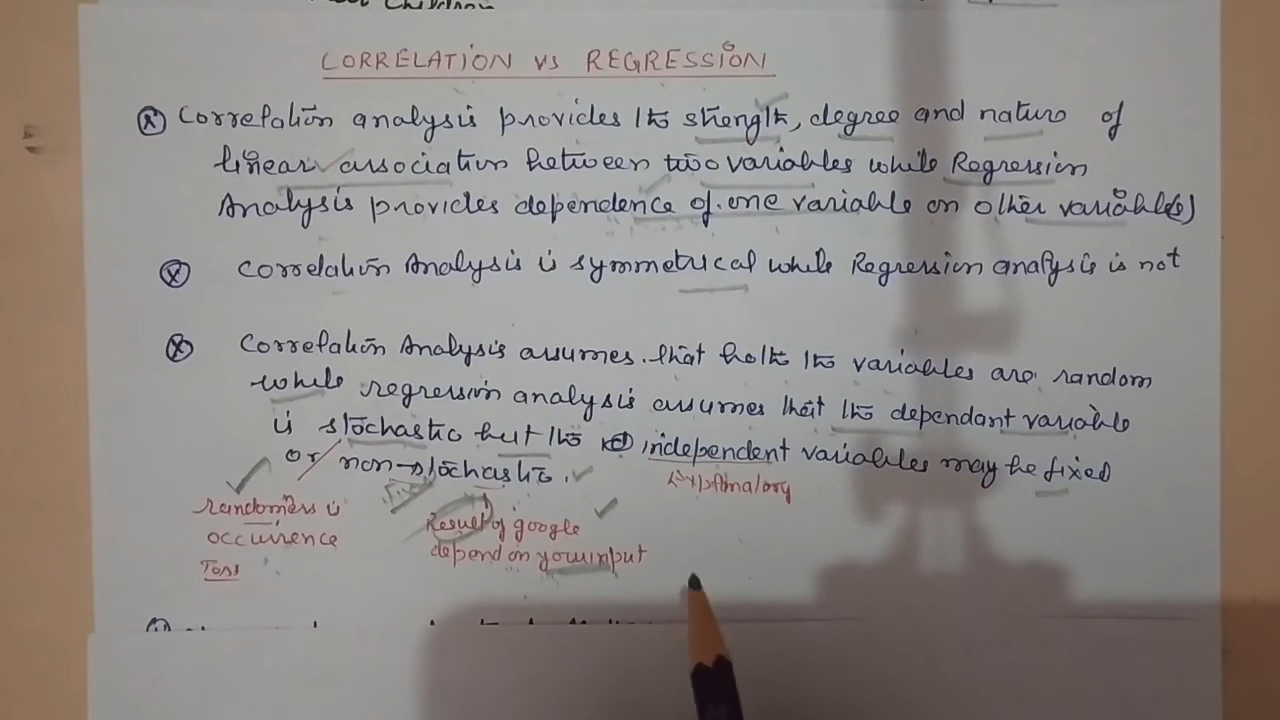 CORRELATION VS REGRESSION
Correlation analysis provides the strength, degree and nature of
linear association between two variables while Regression
Analysis provides dependence of one variable on other variable(s)
Correlation Analysis is symmetrical while Regression analysis is not
Correlation Analysis assumes that both the variables are random
while regression analysis assumes that the dependant variable
is stochastic but the independent variables may be fixed
or non-stochastic.
Explanatory
randomness in
occurrence
Toss
Result of google
depend on your input